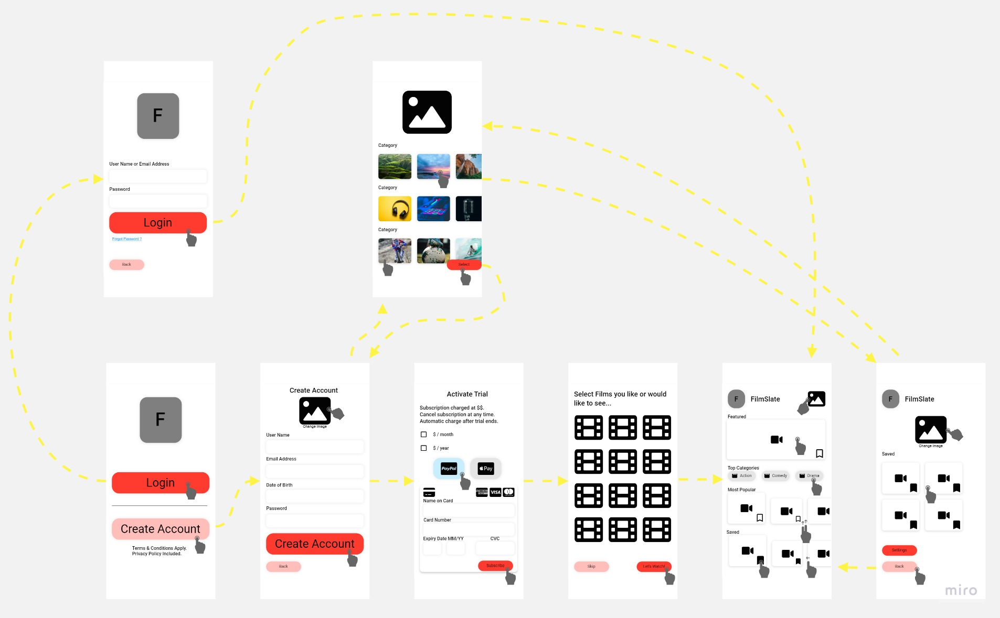 F
User Name or Email Address
Password
Login
Forgot Password ?
Back
Category
Category
Category
Select
F
Login
Create Account
Terms & Conditions Apply.
Privacy Policy Included.
Create Account
Change Image
User Name
Email Address
Date of Birth
Password
Create Account
Back
Activate Trial
Subscription charged at $$.
Cancel subscription at any time.
Automatic charge after trial ends.
$ / month
$ / year
PayPal
Pay
VISA
Name on Card
Card Number
Expiry Date MM/YY CVC
Subscribe
Select Films you like or would
like to see...
Skip
Let's Watch!
F FilmSlate
Featured
Top Categories
Action Comedy Drama
Most Popular
Saved
F FilmSlate
Change Image
Saved
Settings
Back
miro